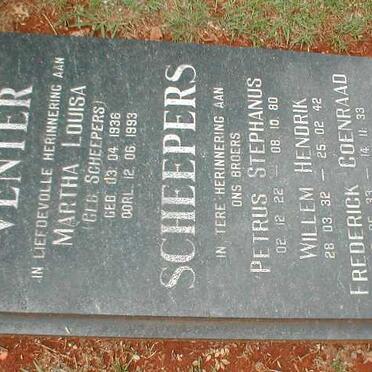 VENTER
IN LIEFDEVOLLE HERINNERING AAN
MARTHA LOUISA
(GEB SCHEEPERS)
GEB. 03. 04. 1936
OORL. 12. 06. 1993
SCHEEPERS
IN TERE HERINNERING AAN
ONS BROERS
PETRUS STEPHANUS
02. 12. 22 — 08. 10. 80
WILLEM HENDRIK
28. 03. 32 — 25. 02. 42
FREDERICK COENRAAD
33 — 14. 11. 33